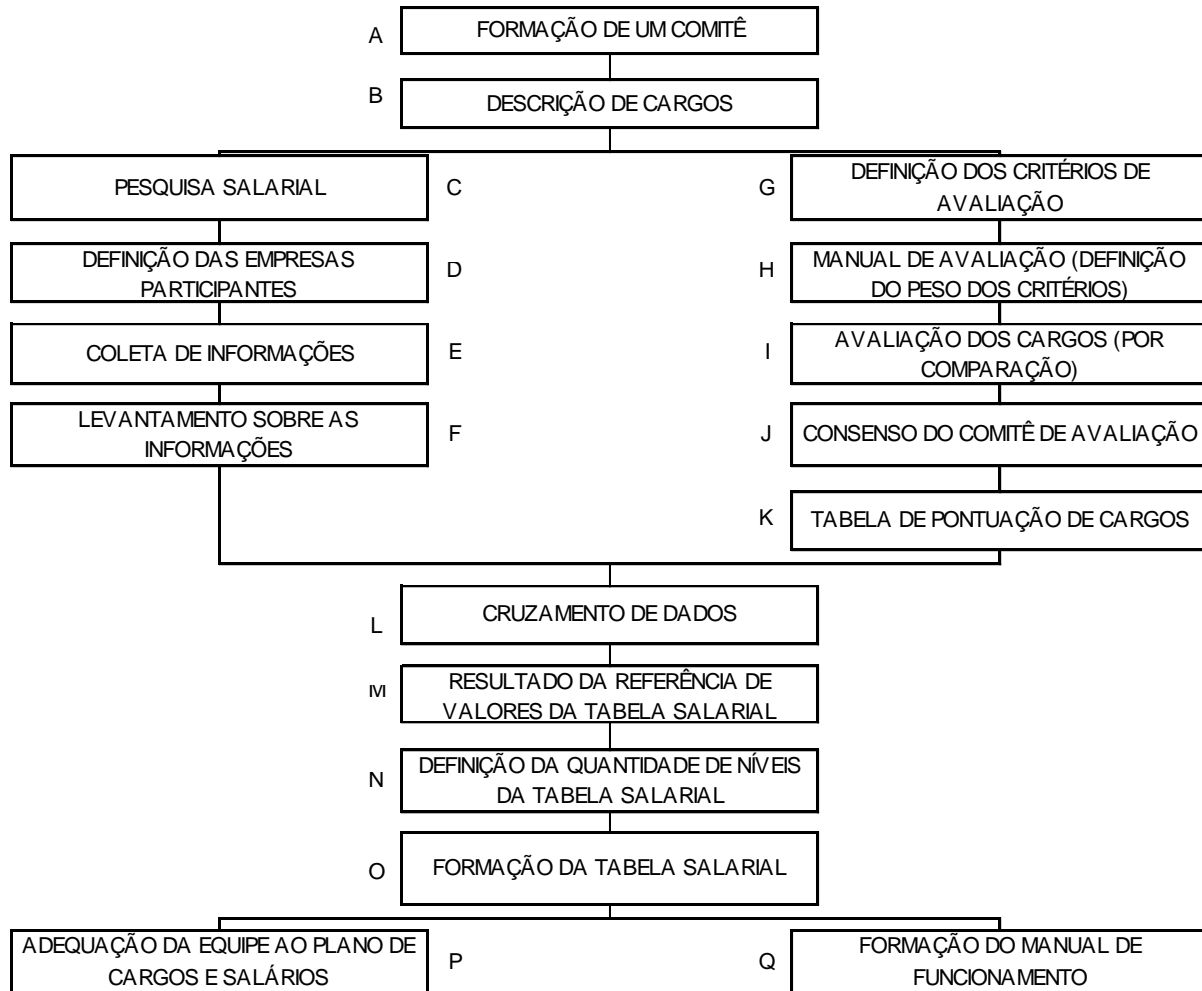 A
FORMAÇÃO DE UM COMITÊ
B
DESCRIÇÃO DE CARGOS
PESQUISA SALARIAL
C
DEFINIÇÃO DAS EMPRESAS
PARTICIPANTES
D
COLETA DE INFORMAÇÕES
E
LEVANTAMENTO SOBRE AS
INFORMAÇÕES
F
G
DEFINIÇÃO DOS CRITÉRIOS DE
AVALIAÇÃO
H
MANUAL DE AVALIAÇÃO (DEFINIÇÃO
DO PESO DOS CRITÉRIOS)
I
AVALIAÇÃO DOS CARGOS (POR
COMPARAÇÃO)
J
CONSENSO DO COMITÊ DE AVALIAÇÃO
K
TABELA DE PONTUAÇÃO DE CARGOS
L
CRUZAMENTO DE DADOS
M
RESULTADO DA REFERÊNCIA DE
VALORES DA TABELA SALARIAL
N
DEFINIÇÃO DA QUANTIDADE DE NÍVEIS
DA TABELA SALARIAL
O
FORMAÇÃO DA TABELA SALARIAL
ADEQUAÇÃO DA EQUIPE AO PLANO DE
CARGOS E SALÁRIOS
P
Q
FORMAÇÃO DO MANUAL DE
FUNCIONAMENTO